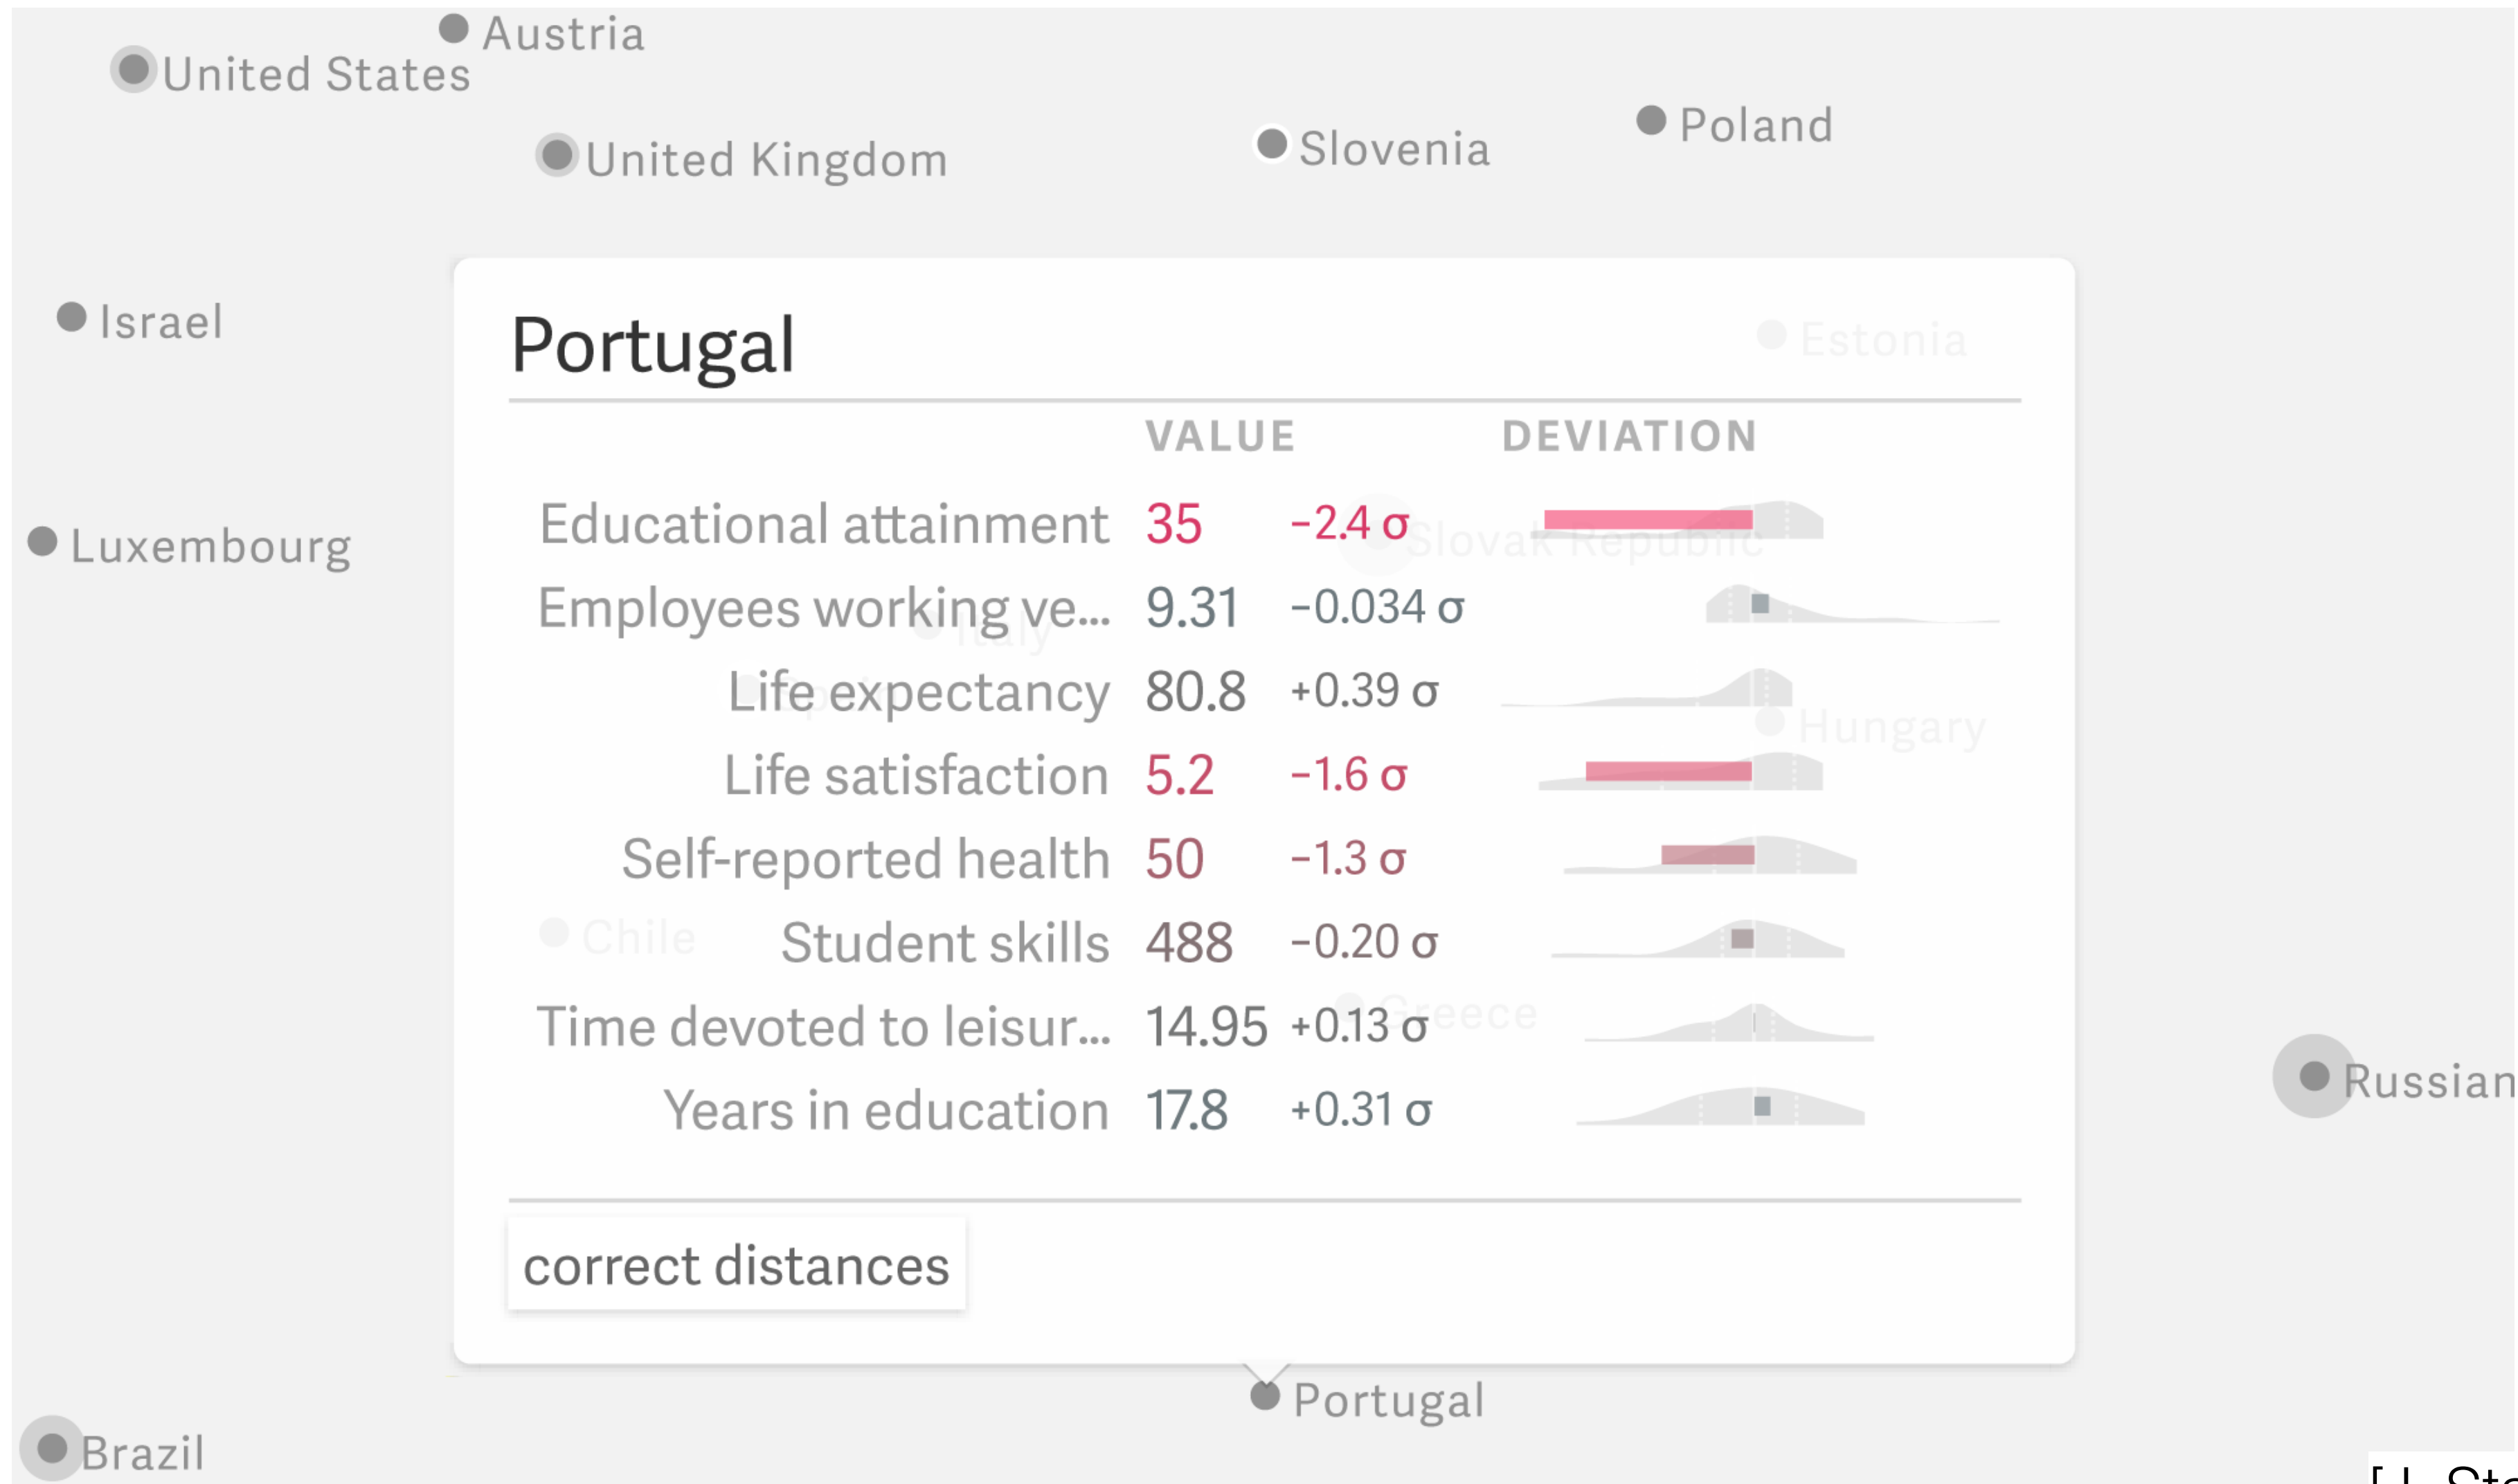 Austria
United States
United Kingdom
Slovenia
Poland
Israel
Portugal
Estonia
VALUE DEVIATION
Educational attainment 35 −2.4 σ
Slovak Republic
Luxembourg
Employees working ve... 9.31 −0.034 σ
Italy
Life expectancy 80.8 +0.39 σ
Hungary
Life satisfaction 5.2 −1.6 σ
Self-reported health 50 −1.3 σ
Chile
Student skills 488 −0.20 σ
Greece
Time devoted to leisur... 14.95 +0.13 σ
Russian
Years in education 17.8 +0.31 σ
correct distances
Portugal
Brazil